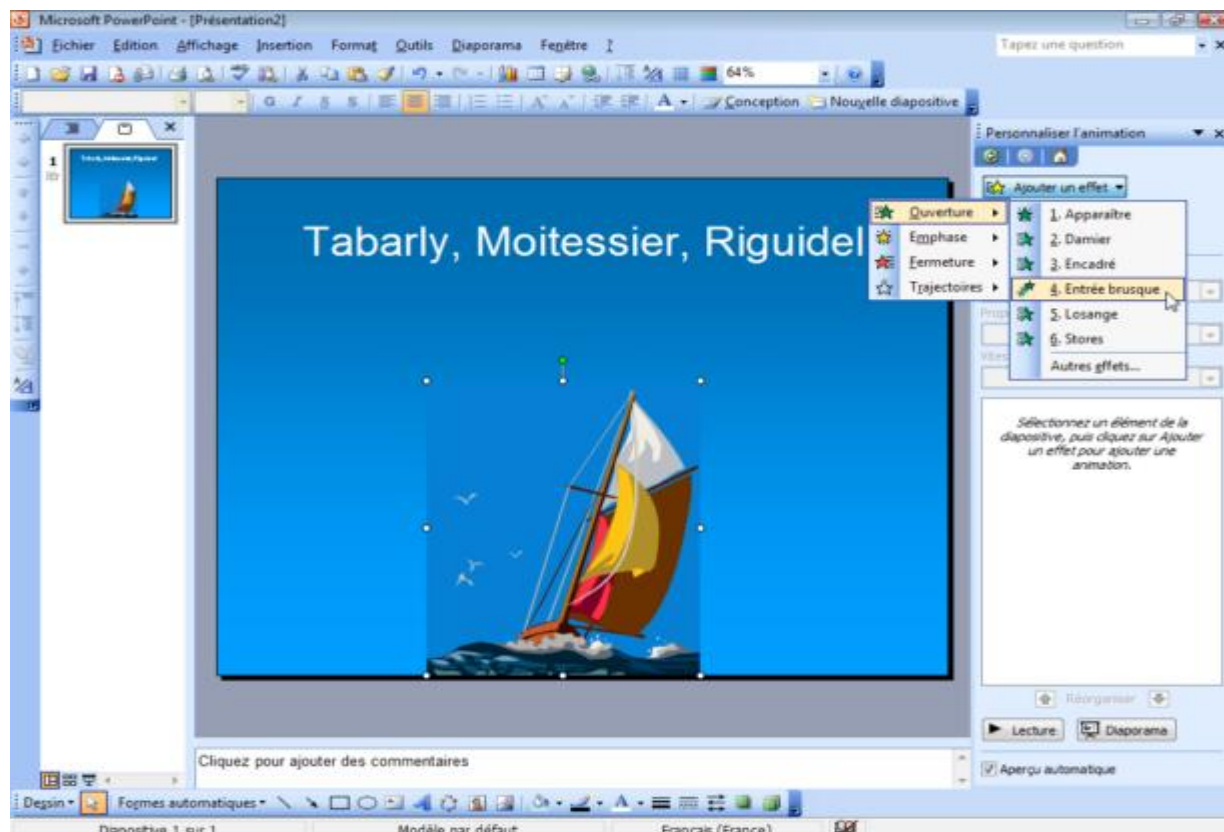 Microsoft PowerPoint - [Présentation2]
Fichier Edition Affichage Insertion Format Outils Diaporama Fenêtre ?
Tapez une question
64%
G I S S
Conception Nouvelle diapositive
Personnaliser l'animation
1
Ajouter un effet
Tabarly, Moitessier, Riguidel
Ouverture
Emphase
Fermeture
Trajectoires
1. Apparaître
2. Damier
3. Encadré
4. Entrée brusque
5. Losange
6. Stores
Autres effets...
Sélectionnez un élément de la
diapositive, puis cliquez sur Ajouter
un effet pour ajouter une
animation.
Réorganiser
Lecture Diaporama
Cliquez pour ajouter des commentaires
Aperçu automatique
Dessin Formes automatiques
Diapositive 1 sur 1 Modèle par défaut Français (France)